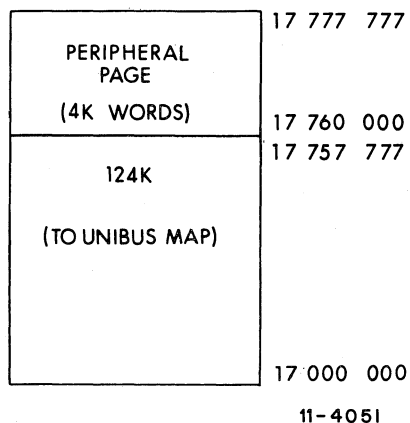 17 777 777
PERIPHERAL
PAGE
(4K WORDS)
17 760 000
17 757 777
124K
(TO UNIBUS MAP)
17 000 000
11-4051